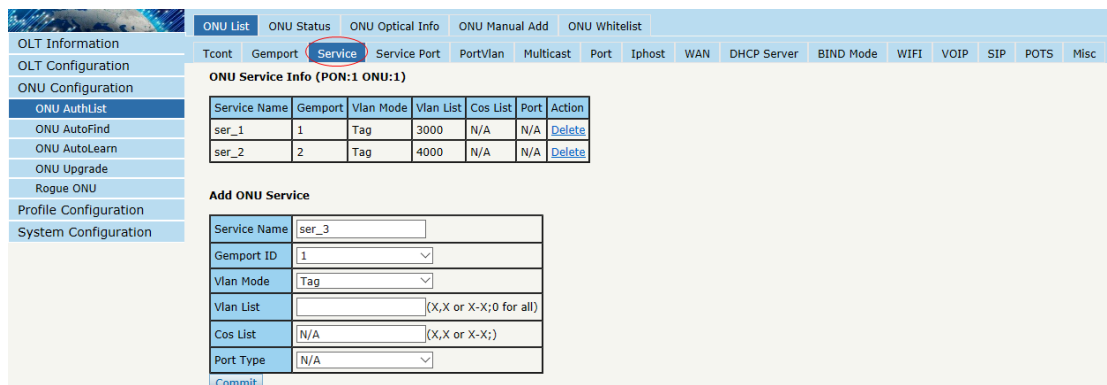 ONU List ONU Status ONU Optical Info ONU Manual Add ONU Whitelist
OLT Information
OLT Configuration
ONU Configuration
ONU AuthList
ONU AutoFind
ONU AutoLearn
ONU Upgrade
Rogue ONU
Profile Configuration
System Configuration
Tcont Gemport Service Service Port PortVlan Multicast Port Iphost WAN DHCP Server BIND Mode WIFI VOIP SIP POTS Misc
ONU Service Info (PON:1 ONU:1)
Service Name Gemport Vlan Mode Vlan List Cos List Port Action
ser_1 1 Tag 3000 N/A N/A Delete
ser_2 2 Tag 4000 N/A N/A Delete
Add ONU Service
Service Name ser_3
Gemport ID 1
Vlan Mode Tag
Vlan List (X,X or X-X;0 for all)
Cos List N/A (X,X or X-X;)
Port Type N/A
Commit